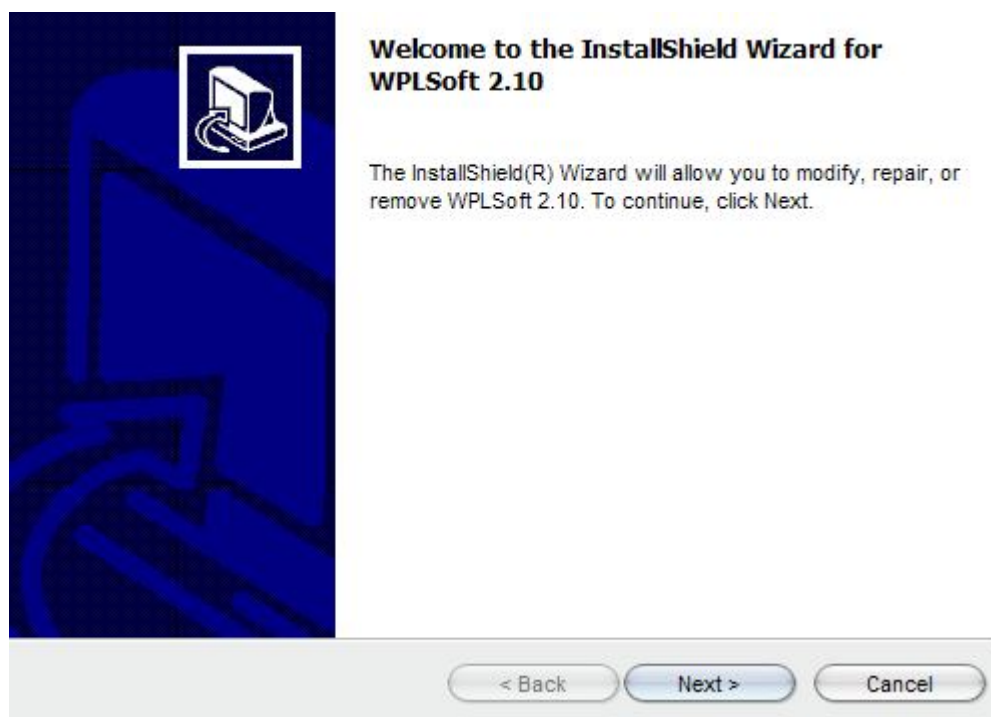 Welcome to the InstallShield Wizard for
WPLSoft 2.10
The InstallShield(R) Wizard will allow you to modify, repair, or
remove WPLSoft 2.10. To continue, click Next.
< Back
Next >
Cancel